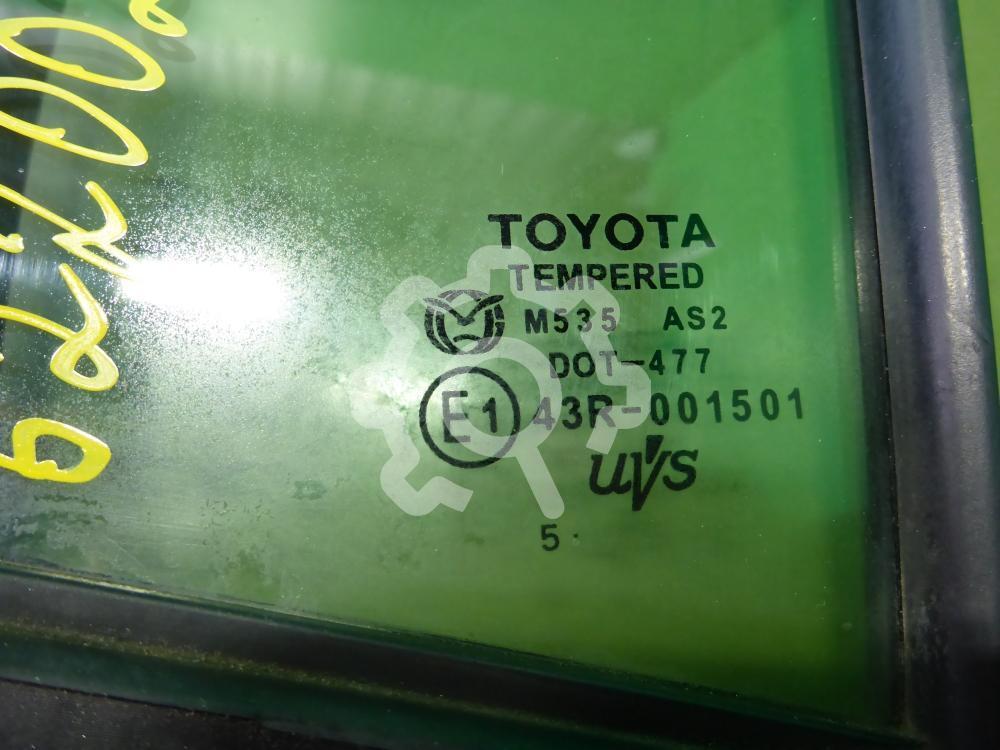 TOYOTA
TEMPERED
M535 AS2
DOT-477
E1 43R-001501
UVS
5.